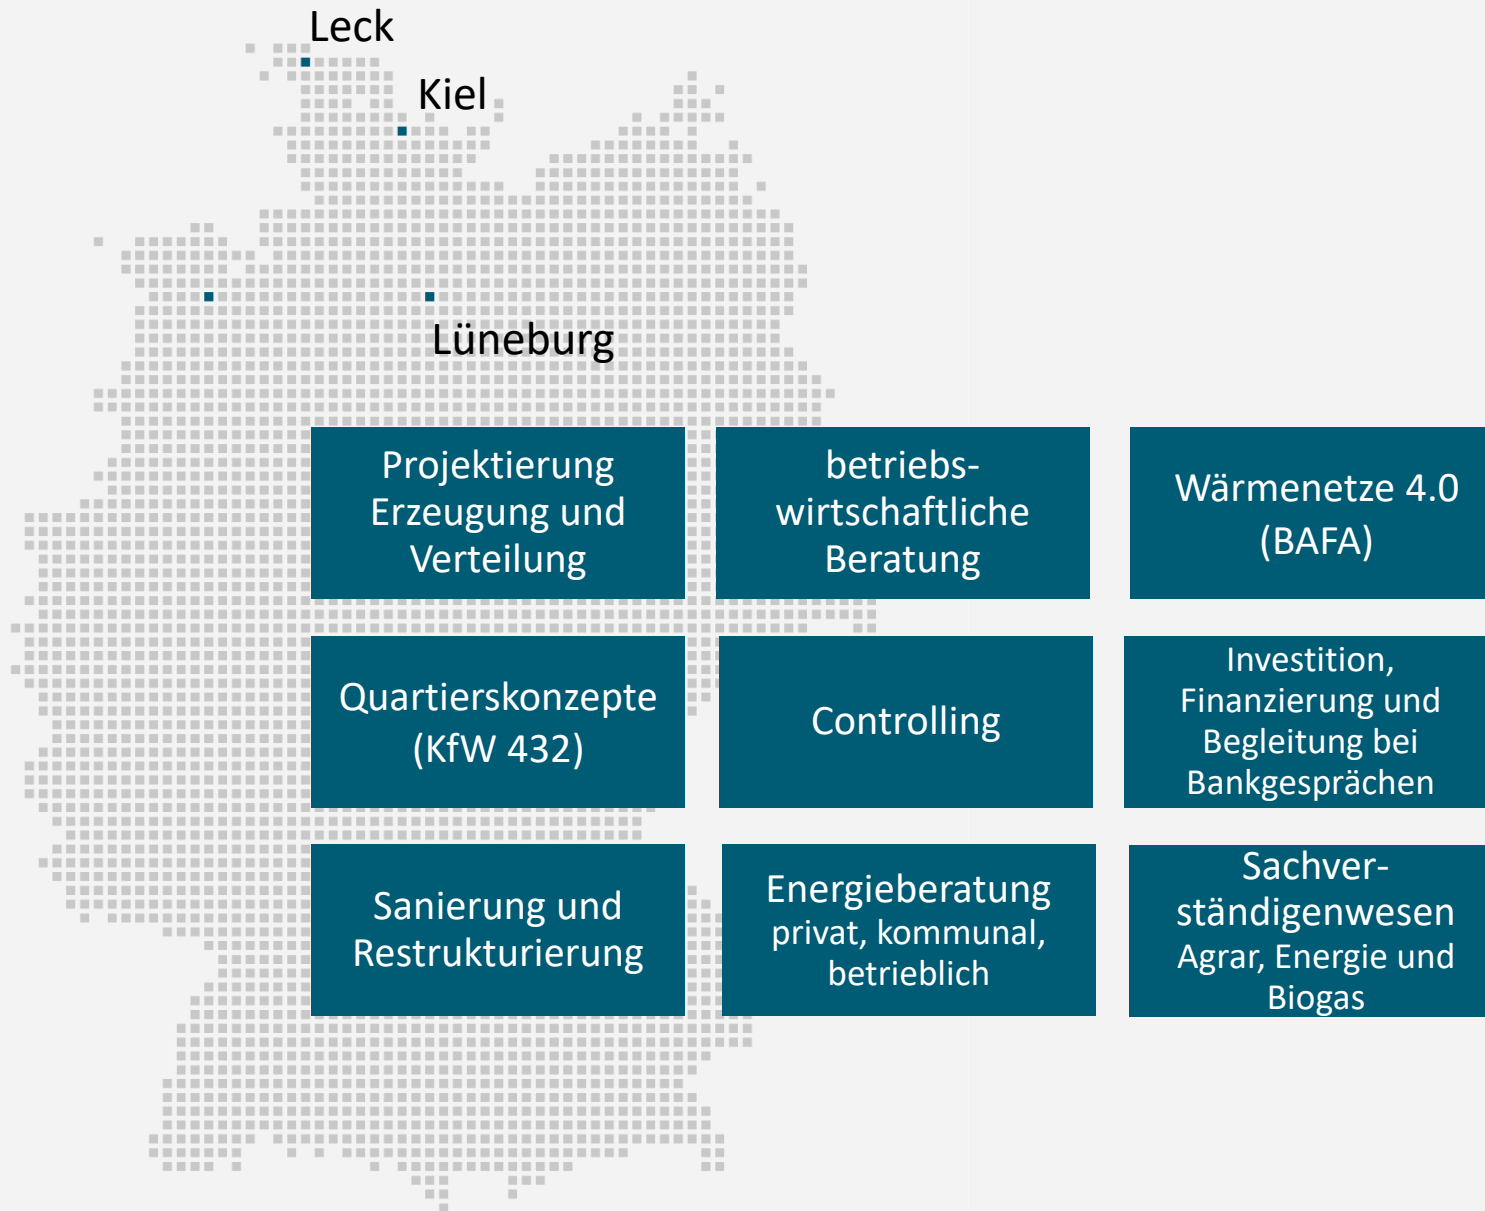 Leck
Kiel
Lüneburg
Projektierung
Erzeugung und
Verteilung
betriebs-
wirtschaftliche
Beratung
Wärmenetze 4.0
(BAFA)
Quartierskonzepte
(KfW 432)
Controlling
Investition,
Finanzierung und
Begleitung bei
Bankgesprächen
Sanierung und
Restrukturierung
Energieberatung
privat, kommunal,
betrieblich
Sachver-
ständigenwesen
Agrar, Energie und
Biogas